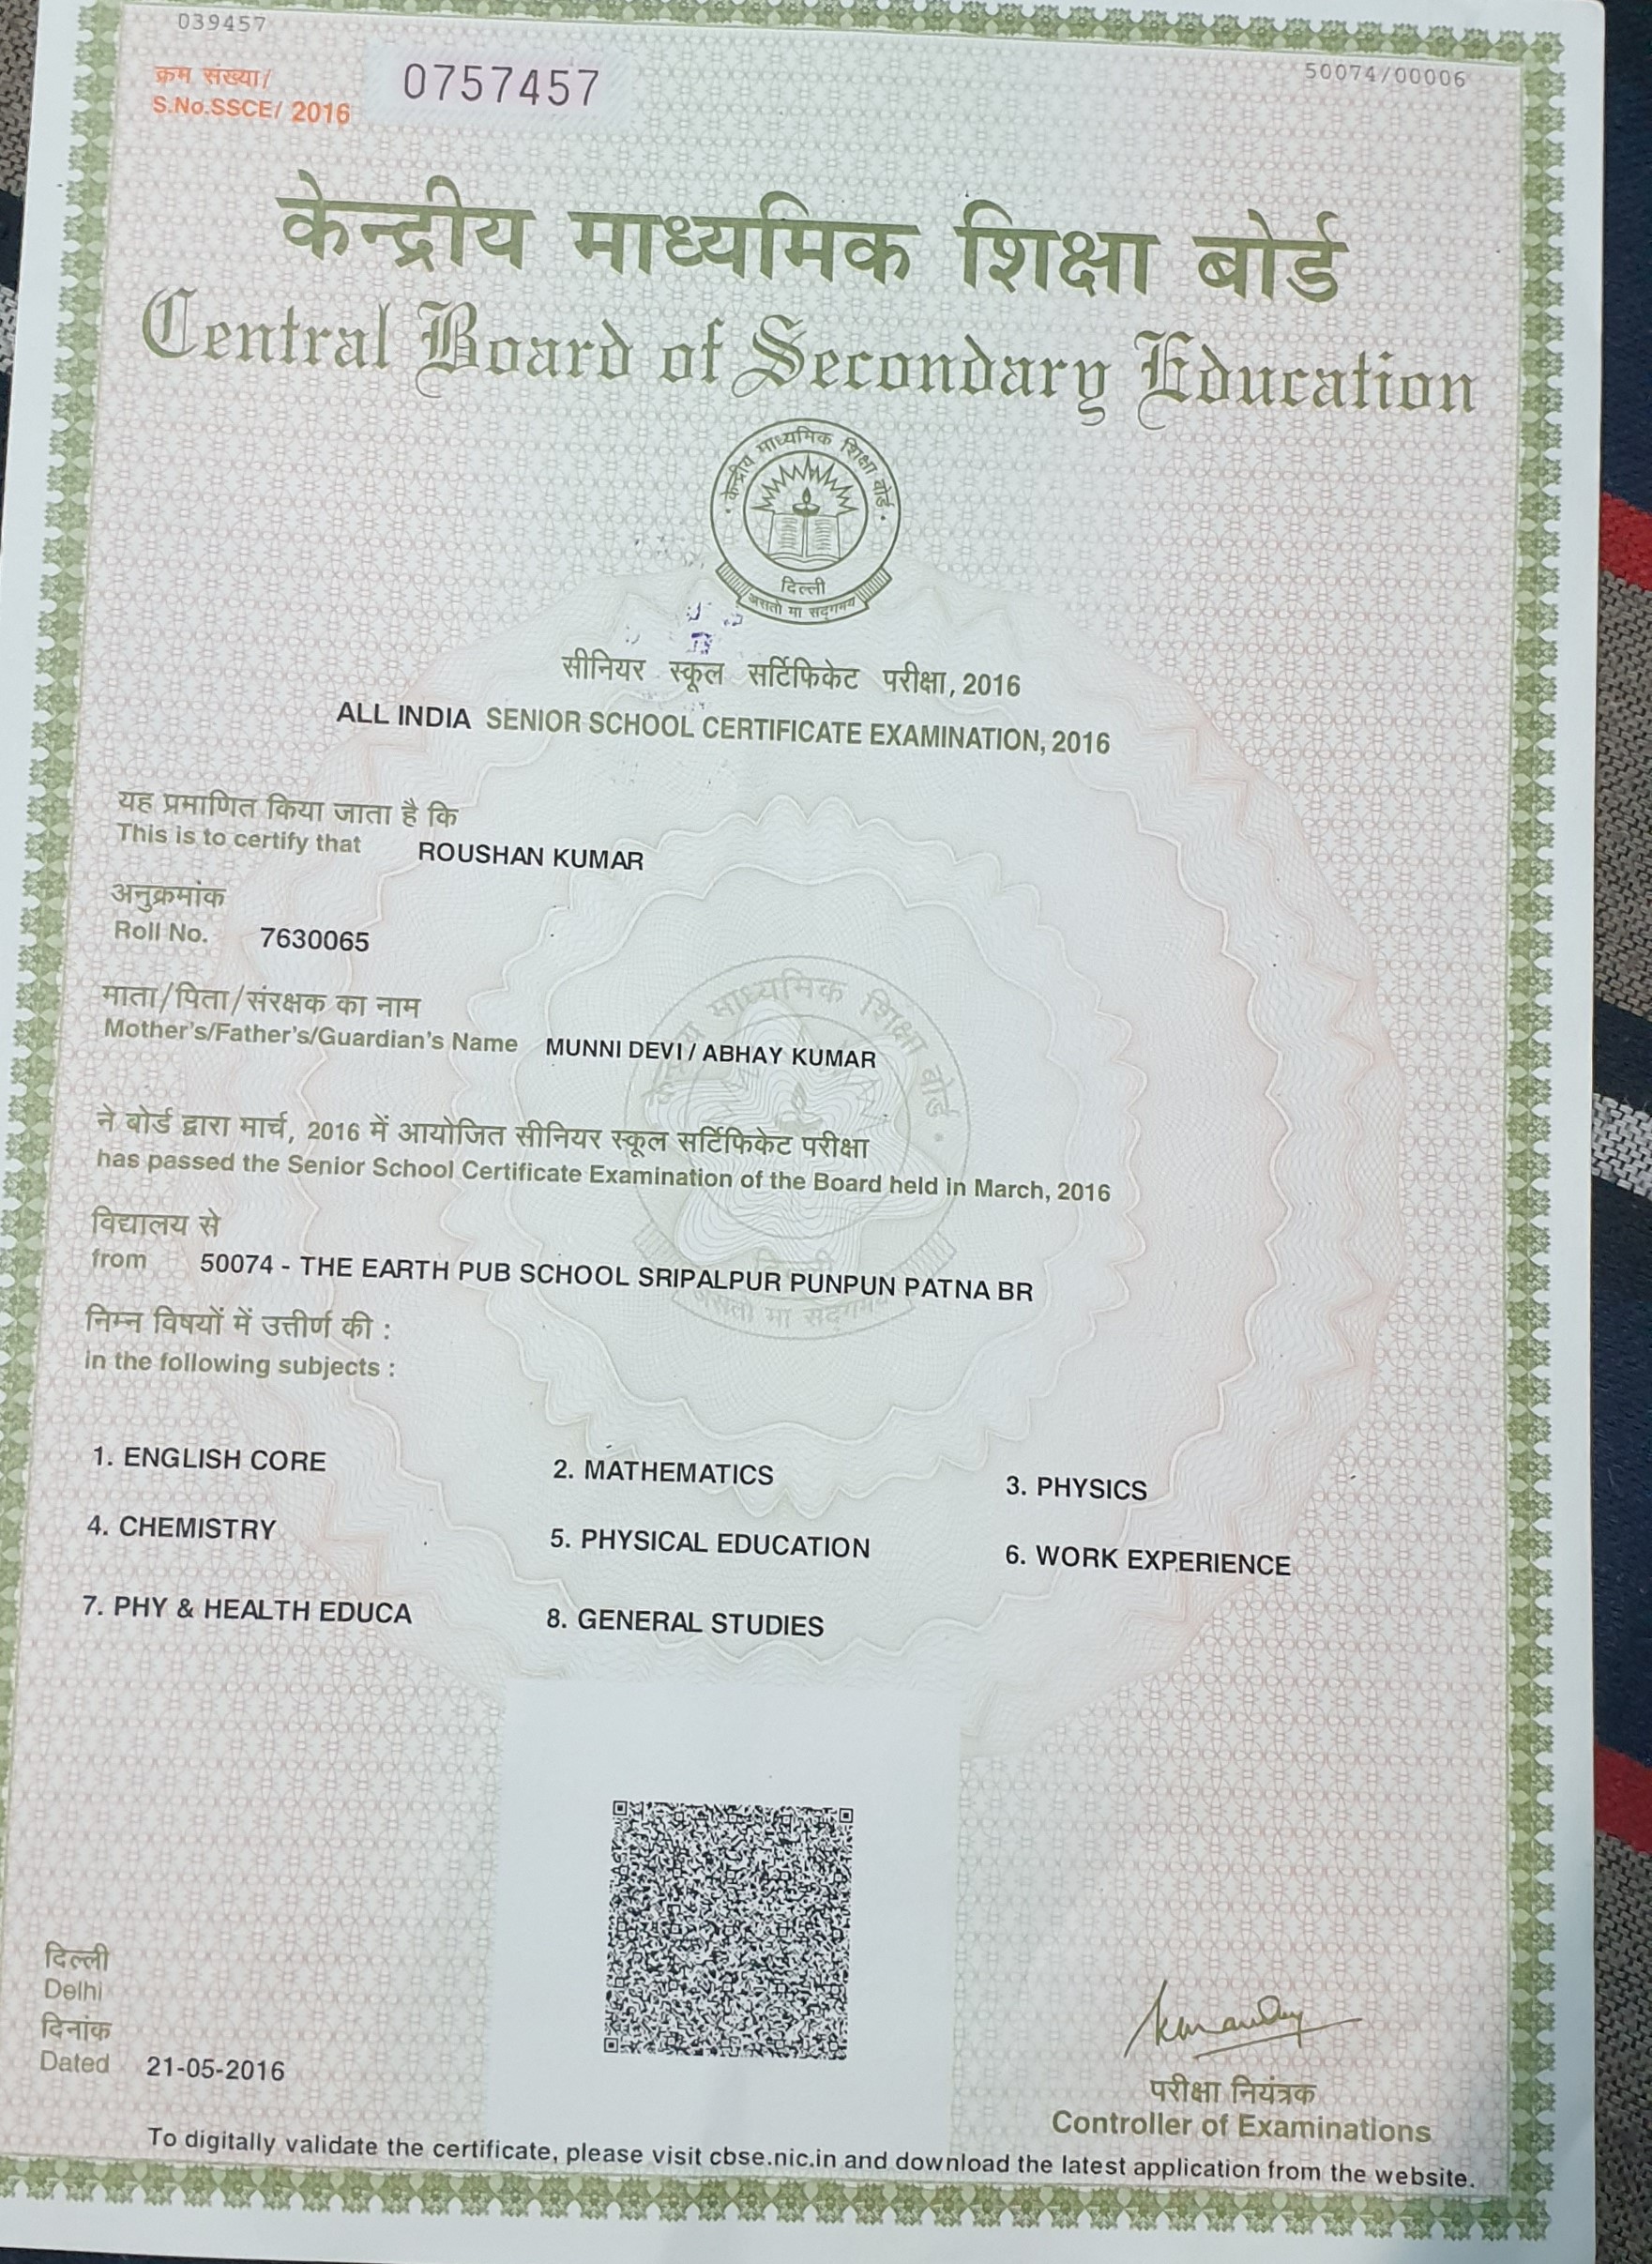 039457
50074/00006
क्रम संख्या/
S.No.SSCE/ 2016
0757457
केन्द्रीय माध्यमिक शिक्षा बोर्ड
Central Board of Secondary Education
केन्द्रीय माध्यमिक शिक्षा बोर्ड
दिल्ली
असतो मा सद्गमय
सीनियर स्कूल सर्टिफिकेट परीक्षा, 2016
ALL INDIA SENIOR SCHOOL CERTIFICATE EXAMINATION, 2016
यह प्रमाणित किया जाता है कि
This is to certify that ROUSHAN KUMAR
अनुक्रमांक
Roll No. 7630065
माता/पिता/संरक्षक का नाम
Mother's/Father's/Guardian's Name MUNNI DEVI / ABHAY KUMAR
ने बोर्ड द्वारा मार्च, 2016 में आयोजित सीनियर स्कूल सर्टिफिकेट परीक्षा
has passed the Senior School Certificate Examination of the Board held in March, 2016
विद्यालय से
from 50074 - THE EARTH PUB SCHOOL SRIPALPUR PUNPUN PATNA BR
निम्न विषयों में उत्तीर्ण की :
in the following subjects :
1. ENGLISH CORE 2. MATHEMATICS 3. PHYSICS
4. CHEMISTRY 5. PHYSICAL EDUCATION 6. WORK EXPERIENCE
7. PHY & HEALTH EDUCA 8. GENERAL STUDIES
दिल्ली
Delhi
दिनांक
Dated 21-05-2016
परीक्षा नियंत्रक
Controller of Examinations
To digitally validate the certificate, please visit cbse.nic.in and download the latest application from the website.